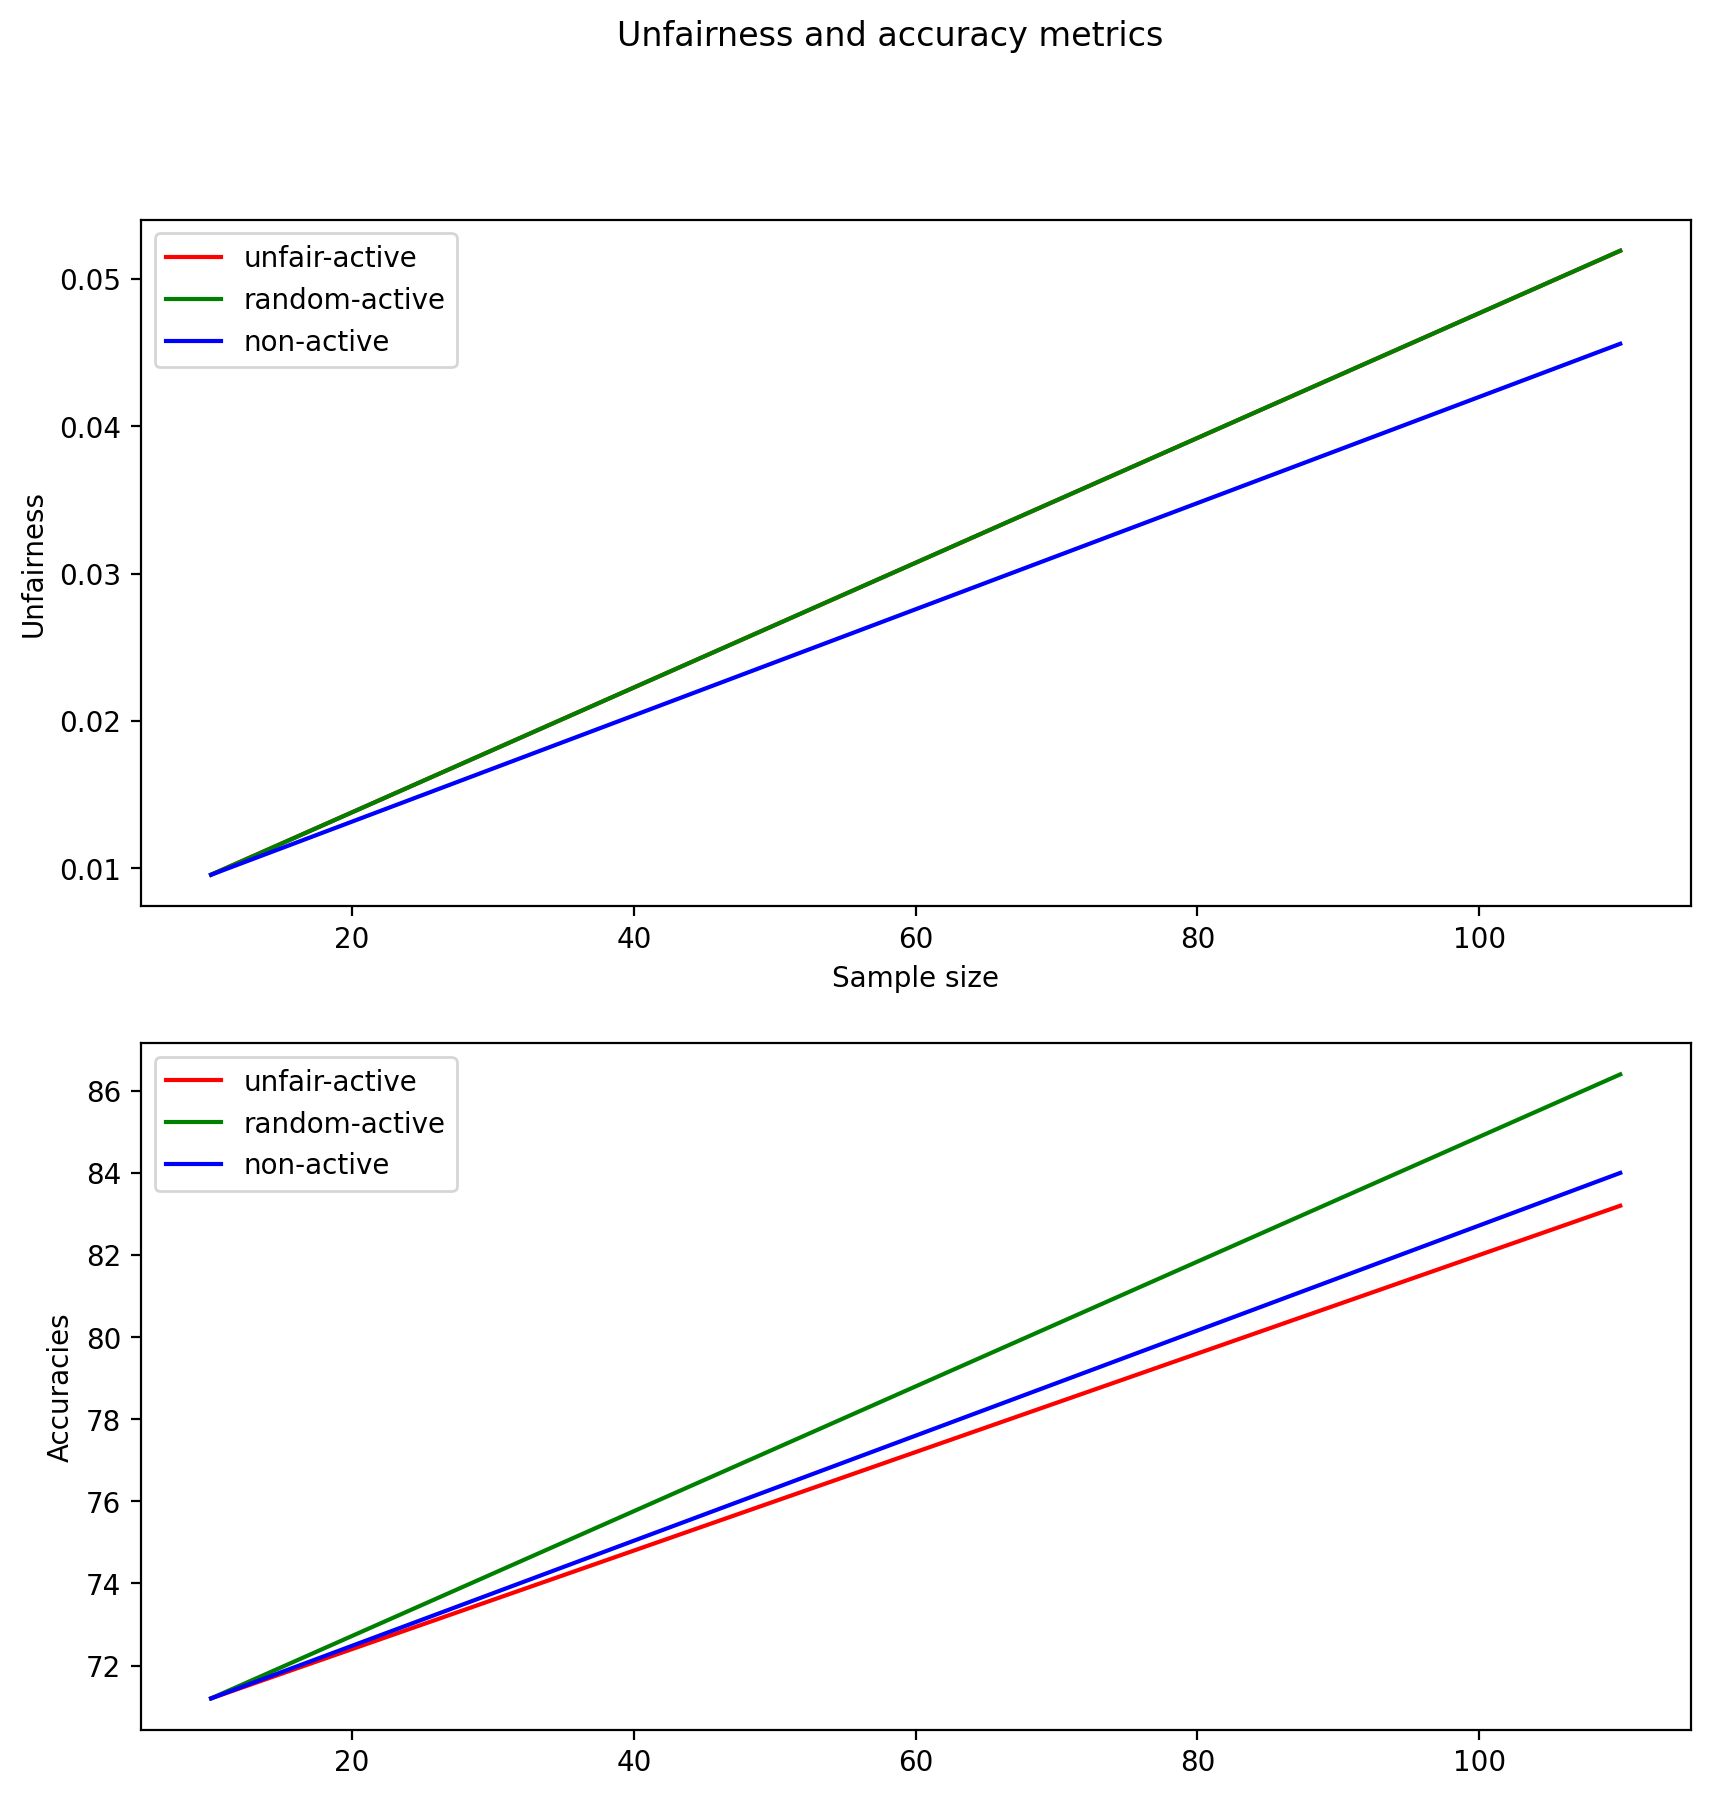 Unfairness and accuracy metrics
unfair-active
random-active
non-active
0.05
0.04
0.03
0.02
0.01
Unfairness
20 40 60 80 100
Sample size
unfair-active
random-active
non-active
86
84
82
80
78
76
74
72
Accuracies
20 40 60 80 100